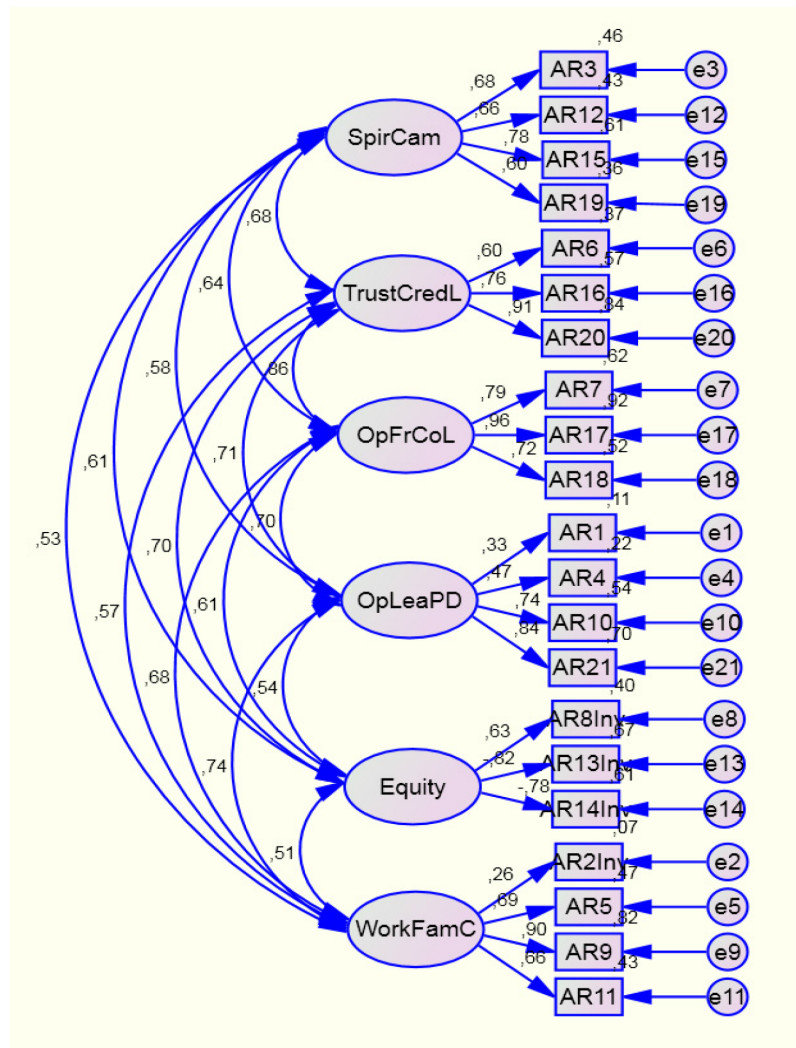 ,46
,68 AR3 e3
,43
,66 AR12 e12
,61
SpirCam ,78 AR15 e15
,36
,60 AR19 e19
,37
,68
,60 AR6 e6
,57
,64 TrustCredL ,76 AR16 e16
,84
,91 AR20 e20
,62
,58 ,86
,79 AR7 e7
,92
OpFrCoL ,96 AR17 e17
,52
,71 ,72 AR18 e18
,61 ,11
,70
,53 ,70 ,33 AR1 e1
,22
,47 AR4 e4
,54
,57 ,61 OpLeaPD ,74 AR10 e10
,70
,84 AR21 e21
,40
,68 ,54
,63 AR8Inv e8
,67
,74 Equity -,82 AR13Inv e13
,61
-,78 AR14Inv e14
,07
,51
,26 AR2Inv e2
,47
,69 AR5 e5
,82
WorkFamC ,90 AR9 e9
,43
,66 AR11 e11